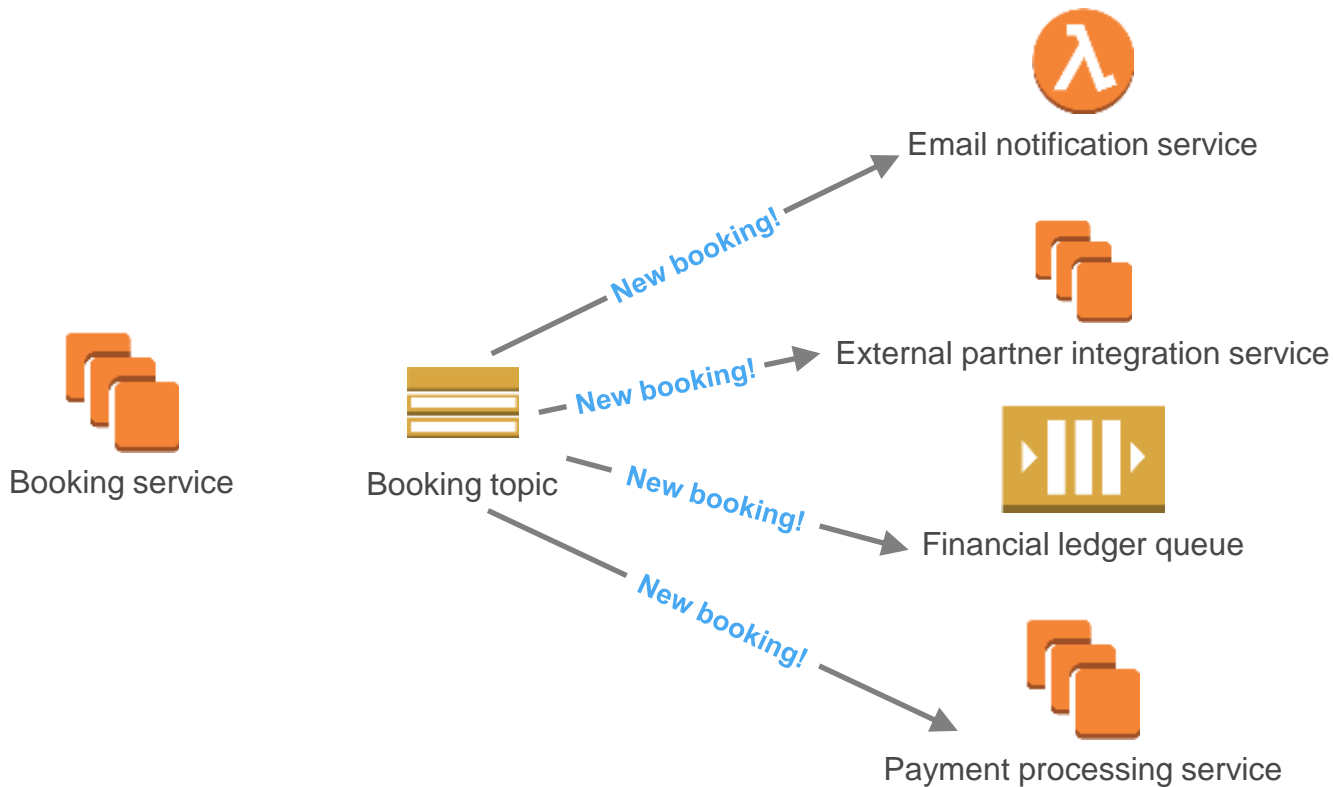 λ
Email notification service
New booking!
External partner integration service
New booking!
Booking service
Booking topic
New booking!
Financial ledger queue
New booking!
Payment processing service